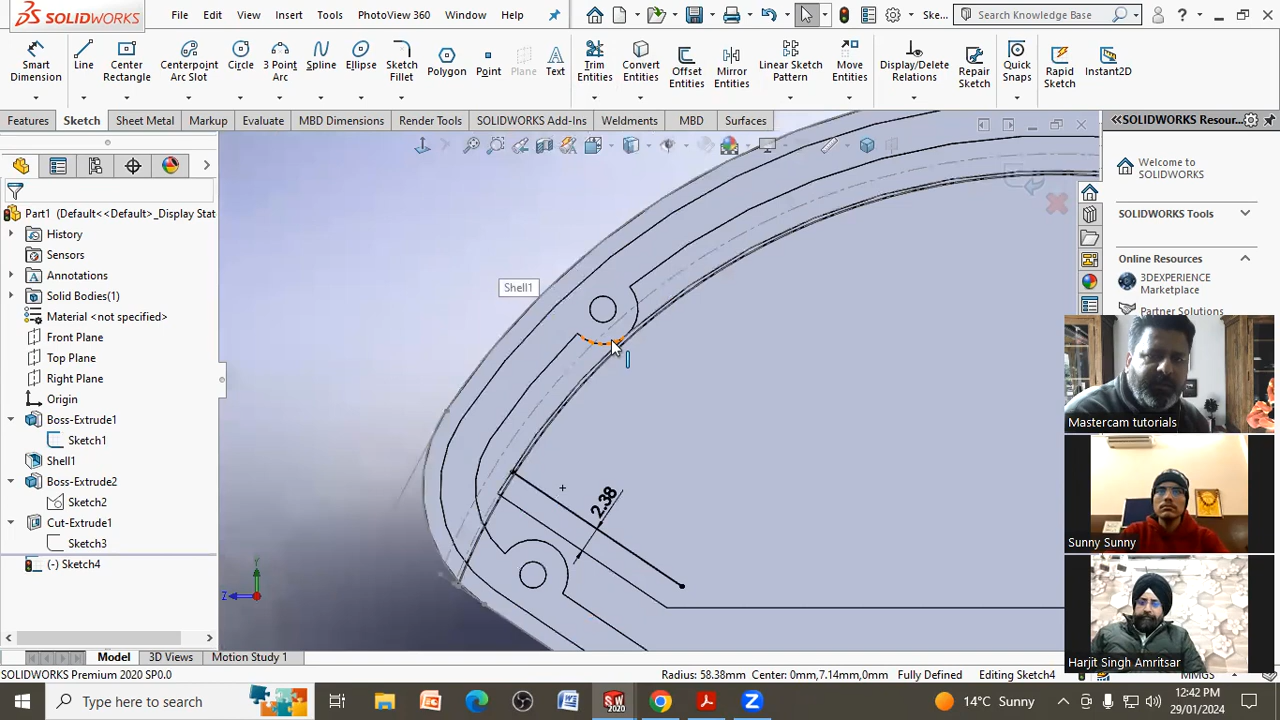 SOLIDWORKS
File Edit View Insert Tools PhotoView 360 Window Help
Ske...
Search Knowledge Base
Smart Dimension
Line
Center Rectangle
Centerpoint Arc Slot
Circle
3 Point Arc
Spline
Ellipse
Sketch Fillet
Polygon
Point
Plane
Text
Trim Entities
Convert Entities
Offset Entities
Mirror Entities
Linear Sketch Pattern
Move Entities
Display/Delete Relations
Repair Sketch
Quick Snaps
Rapid Sketch
Instant2D
Features Sketch Sheet Metal Markup Evaluate MBD Dimensions Render Tools SOLIDWORKS Add-Ins Weldments MBD Surfaces
SOLIDWORKS Resour...
Welcome to SOLIDWORKS
SOLIDWORKS Tools
Online Resources
3DEXPERIENCE Marketplace
Partner Solutions
Part1 (Default<<Default>_Display Stat
History
Sensors
Annotations
Solid Bodies(1)
Material <not specified>
Front Plane
Top Plane
Right Plane
Origin
Boss-Extrude1
Sketch1
Shell1
Boss-Extrude2
Sketch2
Cut-Extrude1
Sketch3
(-) Sketch4
Shell1
2.38
Y
Z
Mastercam tutorials
Sunny Sunny
Harjit Singh Amritsar
Model 3D Views Motion Study 1
SOLIDWORKS Premium 2020 SP0.0
Radius: 58.38mm Center: 0mm,7.14mm,0mm Fully Defined Editing Sketch4 MMGS
Type here to search
14°C Sunny
12:42 PM
29/01/2024